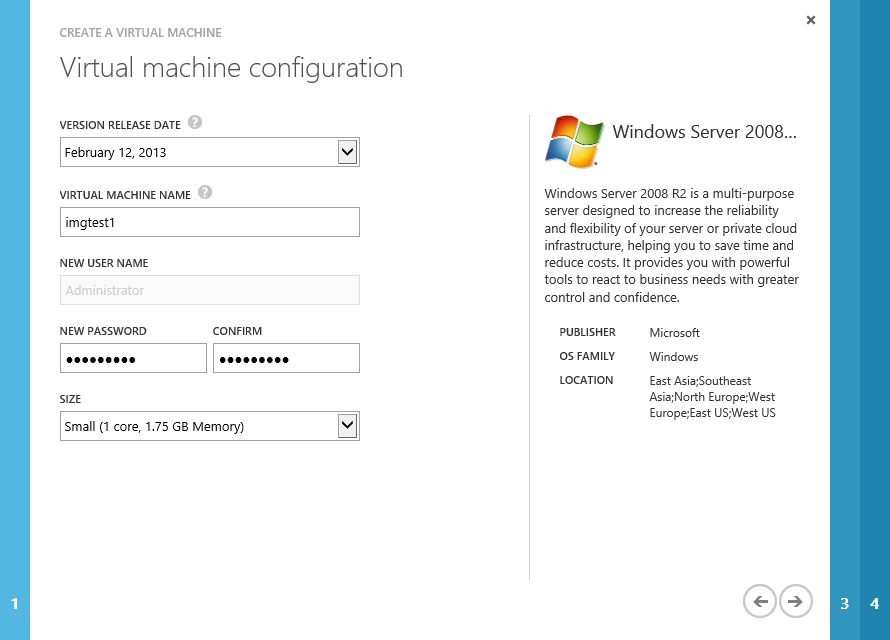 CREATE A VIRTUAL MACHINE
Virtual machine configuration
VERSION RELEASE DATE ?
February 12, 2013
VIRTUAL MACHINE NAME ?
imgtest1
NEW USER NAME
Administrator
NEW PASSWORD CONFIRM
●●●●●●●●● ●●●●●●●●●
SIZE
Small (1 core, 1.75 GB Memory)
Windows Server 2008...
Windows Server 2008 R2 is a multi-purpose
server designed to increase the reliability
and flexibility of your server or private cloud
infrastructure, helping you to save time and
reduce costs. It provides you with powerful
tools to react to business needs with greater
control and confidence.
PUBLISHER Microsoft
OS FAMILY Windows
LOCATION East Asia;Southeast
Asia;North Europe;West
Europe;East US;West US
1
3 4